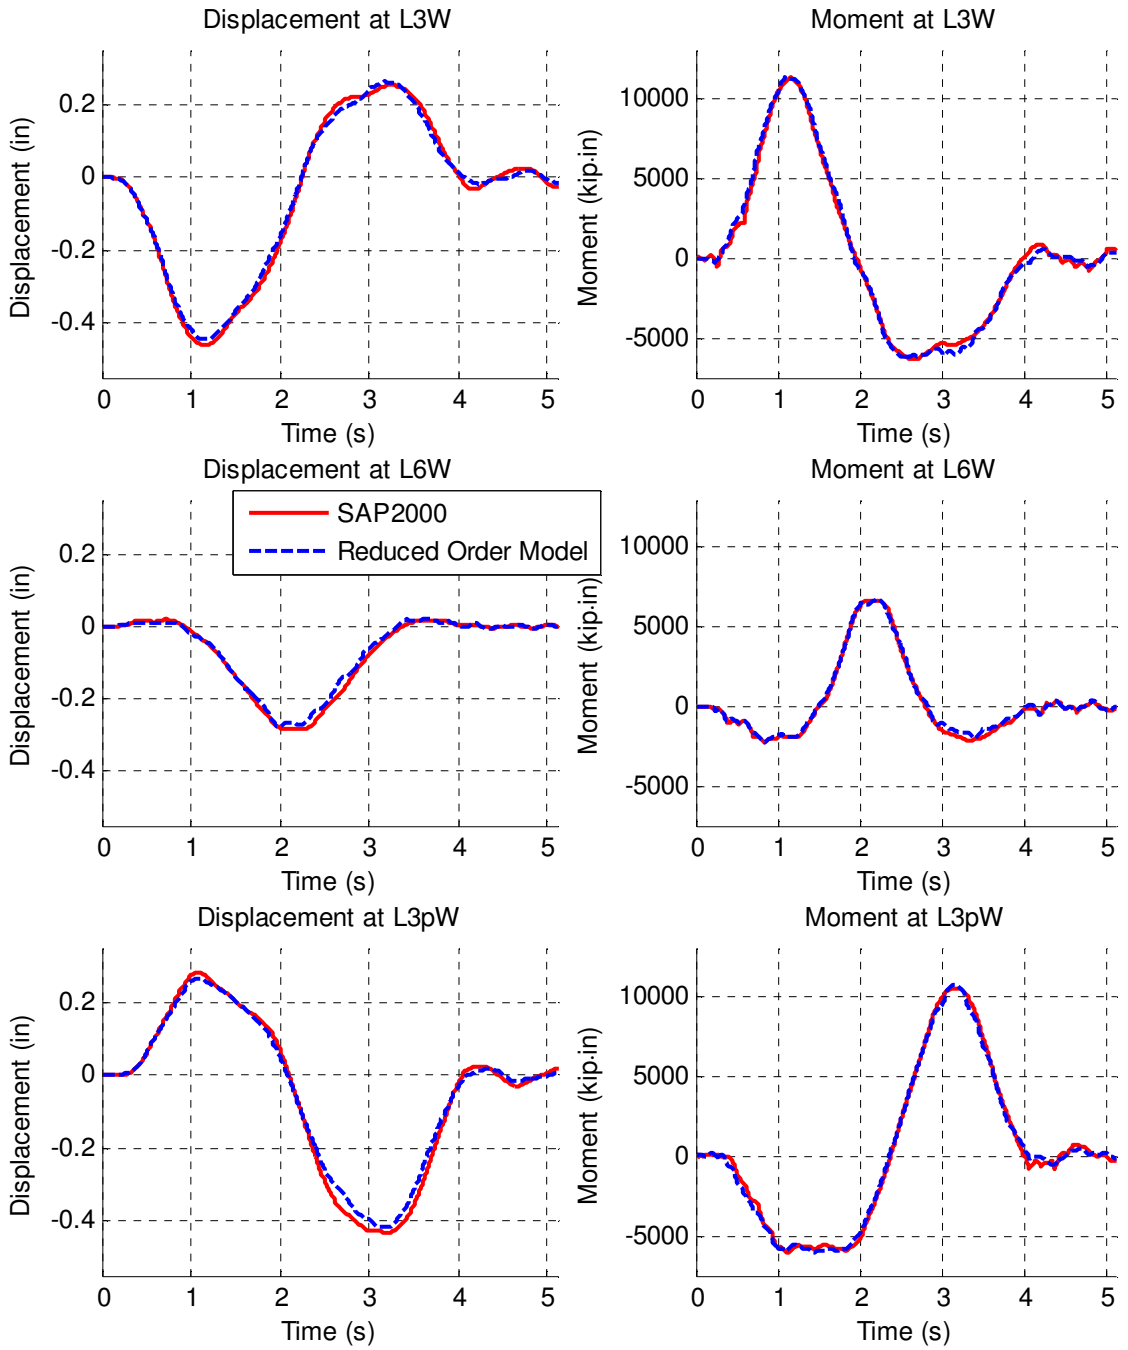 Displacement at L3W
Displacement (in)
0.2
0
-0.2
-0.4
0 1 2 3 4 5
Time (s)
Moment at L3W
Moment (kip.in)
10000
5000
0
-5000
0 1 2 3 4 5
Time (s)
Displacement at L6W
SAP2000
Reduced Order Model
Displacement (in)
0.2
0
-0.2
-0.4
0 1 2 3 4 5
Time (s)
Moment at L6W
Moment (kip.in)
10000
5000
0
-5000
0 1 2 3 4 5
Time (s)
Displacement at L3pW
Displacement (in)
0.2
0
-0.2
-0.4
0 1 2 3 4 5
Time (s)
Moment at L3pW
Moment (kip.in)
10000
5000
0
-5000
0 1 2 3 4 5
Time (s)